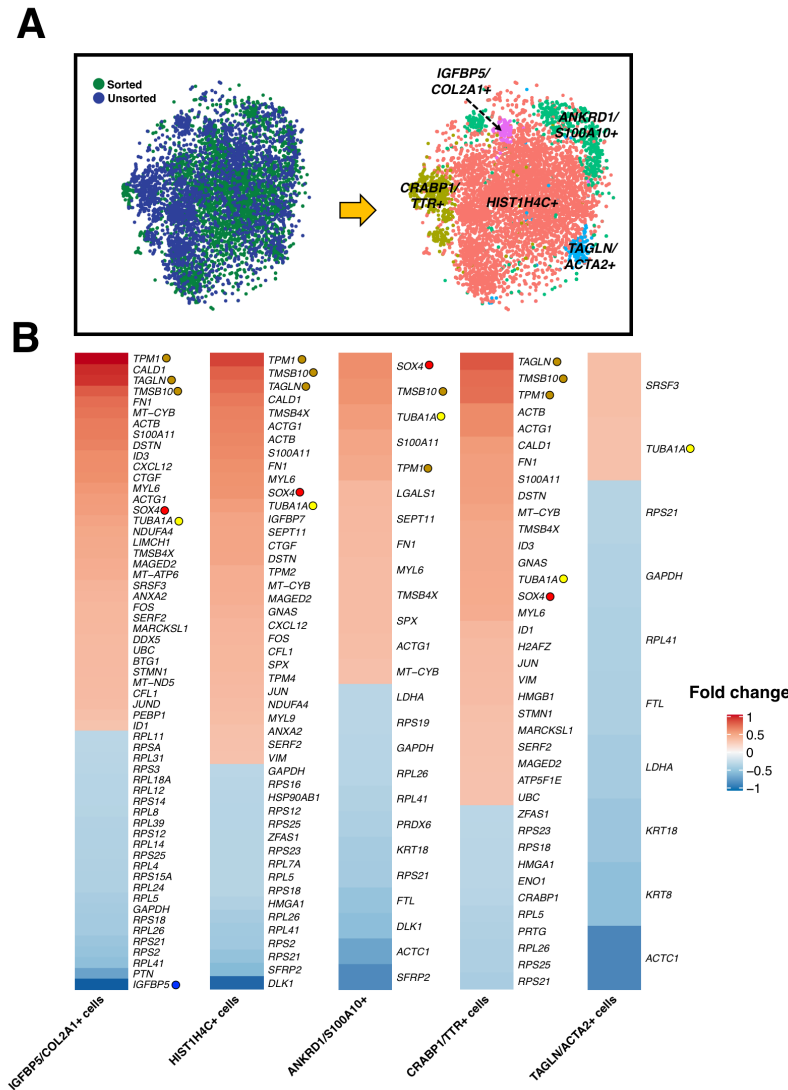 A
Sorted
Unsorted
IGFBP5/
COL2A1+
ANKRD1/
S100A10+
CRABP1/
TTR+
HIST1H4C+
TAGLN/
ACTA2+
B
TPM1
CALD1
TAGLN
TMSB10
FN1
MT−CYB
ACTB
S100A11
DSTN
ID3
CXCL12
CTGF
MYL6
ACTG1
SOX4
TUBA1A
NDUFA4
LIMCH1
TMSB4X
MAGED2
MT−ATP6
SRSF3
ANXA2
FOS
SERF2
MARCKSL1
DDX5
UBC
BTG1
STMN1
MT−ND5
CFL1
JUND
PEBP1
ID1
RPL11
RPSA
RPL31
RPS3
RPL18A
RPL12
RPS14
RPL8
RPL39
RPS12
RPL14
RPS25
RPL4
RPS15A
RPL24
RPL5
GAPDH
RPS18
RPL26
RPS21
RPS2
RPL41
PTN
IGFBP5
IGFBP5/COL2A1+ cells
TPM1
TMSB10
TAGLN
CALD1
TMSB4X
ACTG1
ACTB
S100A11
FN1
MYL6
SOX4
TUBA1A
IGFBP7
SEPT11
CTGF
DSTN
TPM2
MT−CYB
MAGED2
GNAS
CXCL12
FOS
CFL1
SPX
TPM4
JUN
NDUFA4
MYL9
ANXA2
SERF2
VIM
GAPDH
RPS16
HSP90AB1
RPS12
RPS25
ZFAS1
RPS23
RPL7A
RPL5
RPS18
HMGA1
RPL26
RPL41
RPS2
RPS21
SFRP2
DLK1
HIST1H4C+ cells
SOX4
TMSB10
TUBA1A
S100A11
TPM1
LGALS1
SEPT11
FN1
MYL6
TMSB4X
SPX
ACTG1
MT−CYB
LDHA
RPS19
GAPDH
RPL26
RPL41
PRDX6
KRT18
RPS21
FTL
DLK1
ACTC1
SFRP2
ANKRD1/S100A10+
TAGLN
TMSB10
TPM1
ACTB
ACTG1
CALD1
FN1
S100A11
DSTN
MT−CYB
TMSB4X
ID3
GNAS
TUBA1A
SOX4
MYL6
ID1
H2AFZ
JUN
VIM
HMGB1
STMN1
MARCKSL1
SERF2
MAGED2
ATP5F1E
UBC
ZFAS1
RPS23
RPS18
HMGA1
ENO1
CRABP1
RPL5
PRTG
RPL26
RPS25
RPS21
CRABP1/TTR+ cells
SRSF3
TUBA1A
RPS21
GAPDH
RPL41
FTL
LDHA
KRT18
KRT8
ACTC1
TAGLN/ACTA2+ cells
Fold change
1
0.5
0
−0.5
−1